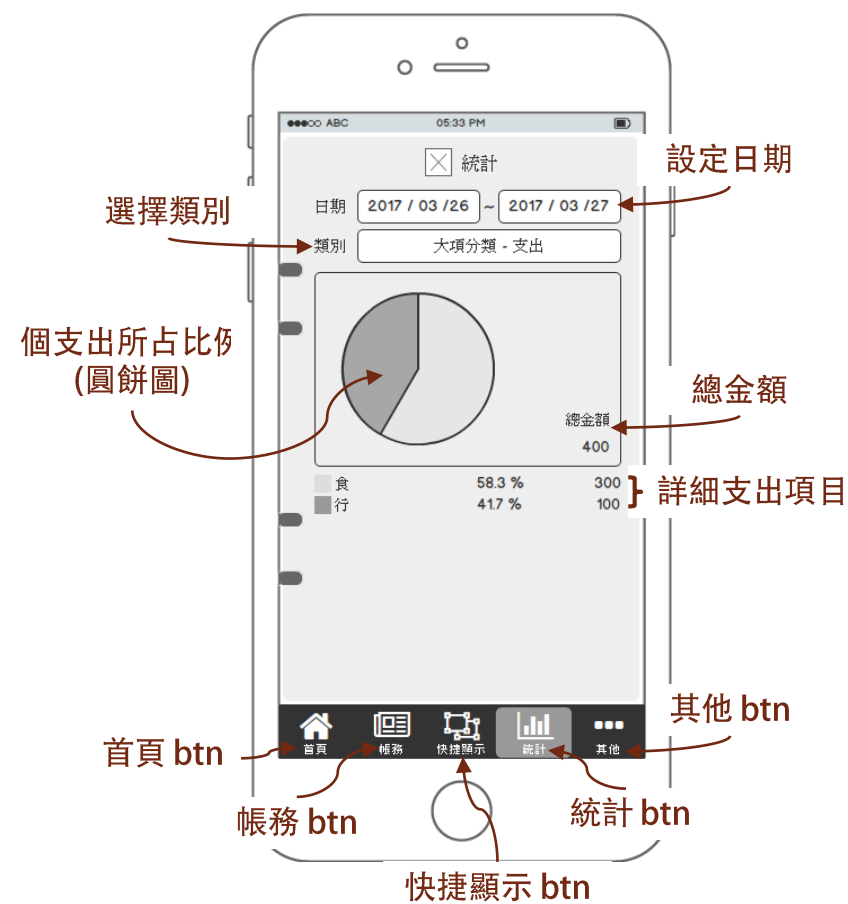 ABC 05:33 PM
統計
設定日期
選擇類別
日期 2017 / 03 /26 ~ 2017 / 03 /27
類別 大項分類 - 支出
個支出所占比例
(圓餅圖)
總金額
總金額
400
食 58.3 % 300
行 41.7 % 100
詳細支出項目
其他 btn
首頁 帳務 快捷顯示 統計 其他
首頁 btn
帳務 btn
統計 btn
快捷顯示 btn